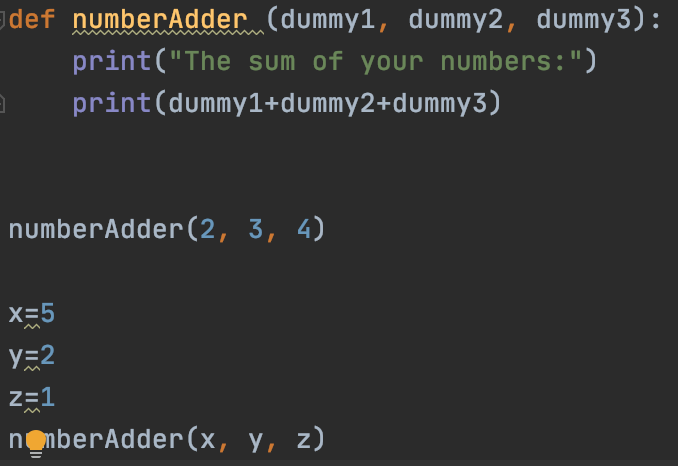 def numberAdder (dummy1, dummy2, dummy3):
    print("The sum of your numbers:")
    print(dummy1+dummy2+dummy3)
numberAdder(2, 3, 4)
x=5
y=2
z=1
numberAdder(x, y, z)